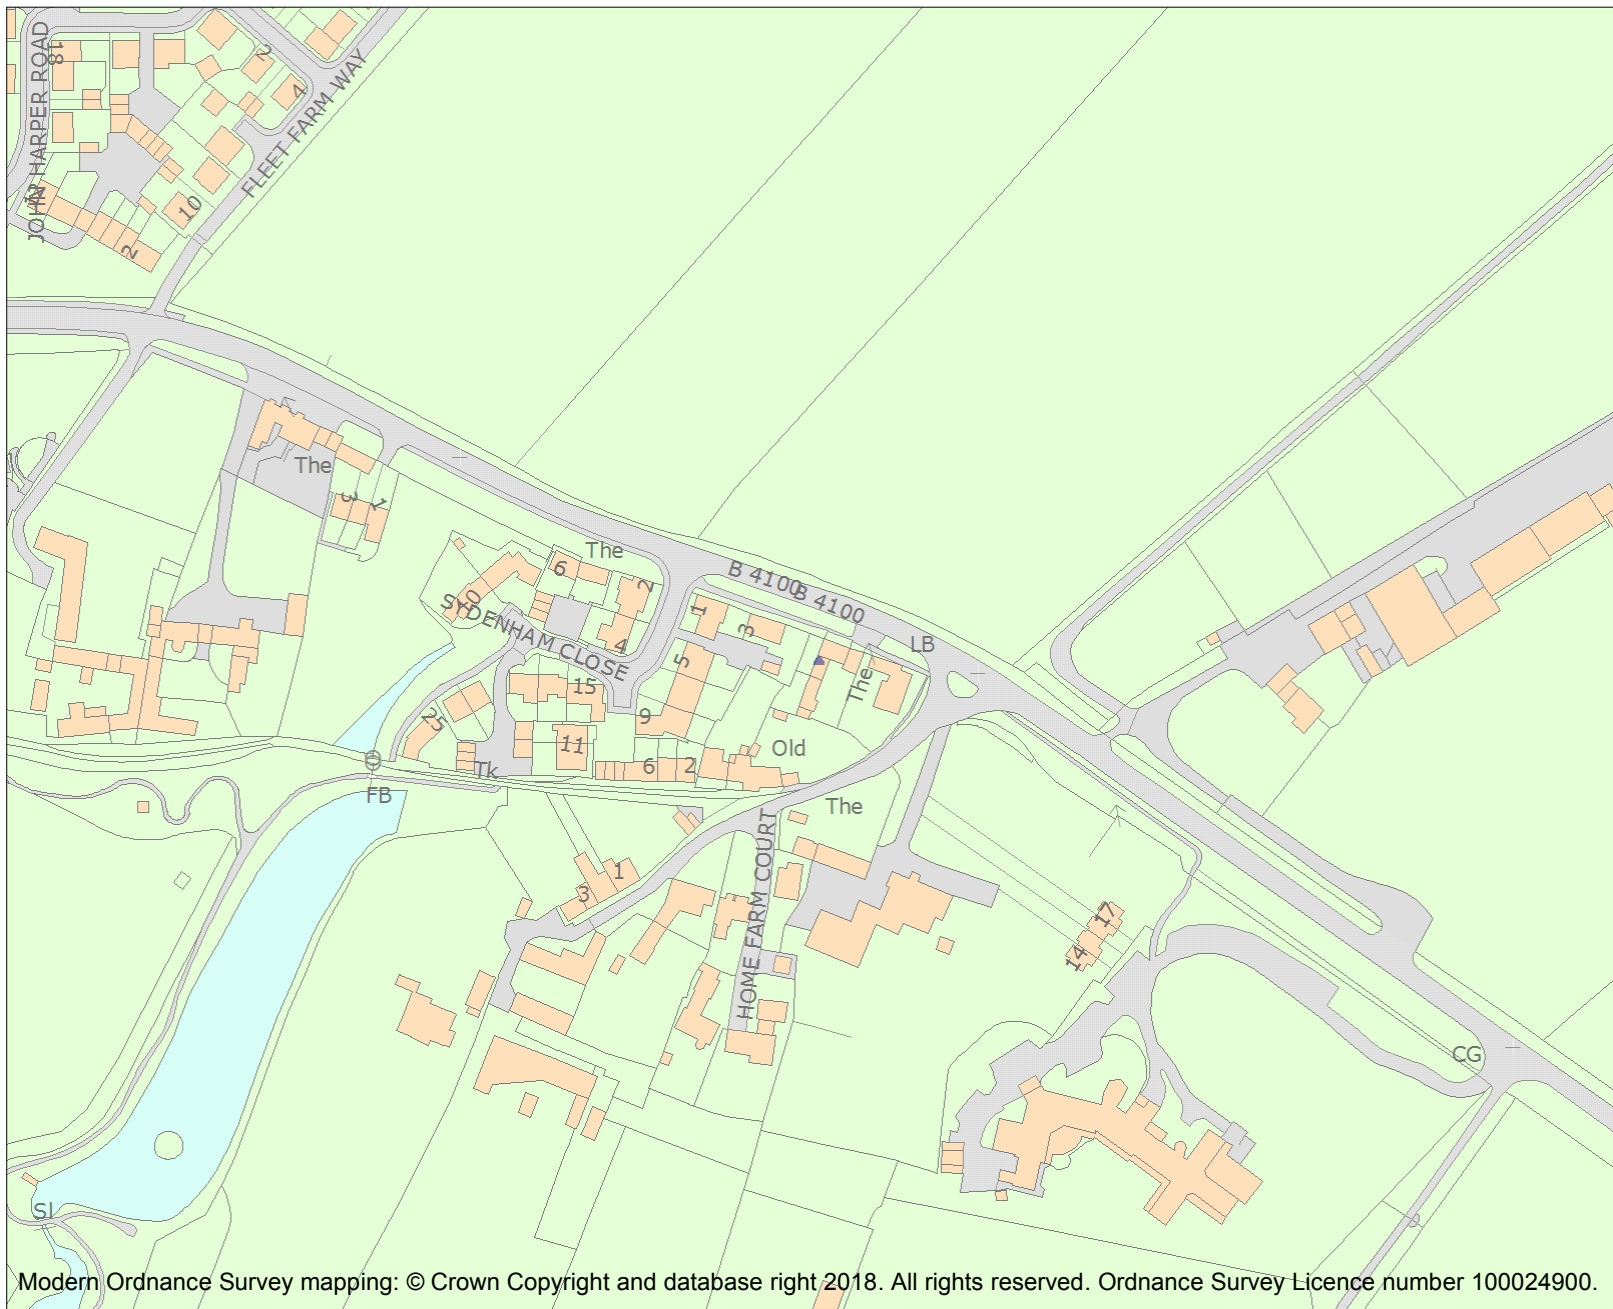 JOHN HARPER ROAD
18
2
4
FLEET FARM WAY
10
2
The
3
1
The
6
2
B 4100
B 4100
SYDENHAM CLOSE
4
1
3
5
LB
The
15
9
25
11
Old
6
2
Tk
FB
The
HOME FARM COURT
1
3
17
14
CG
Sl
Modern Ordnance Survey mapping: © Crown Copyright and database right 2018. All rights reserved. Ordnance Survey Licence number 100024900.